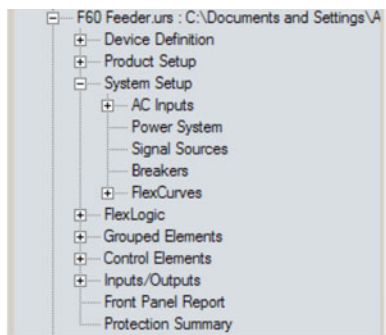 F60 Feeder.urs : C:\Documents and Settings\A
Device Definition
Product Setup
System Setup
AC Inputs
Power System
Signal Sources
Breakers
FlexCurves
FlexLogic
Grouped Elements
Control Elements
Inputs/Outputs
Front Panel Report
Protection Summary